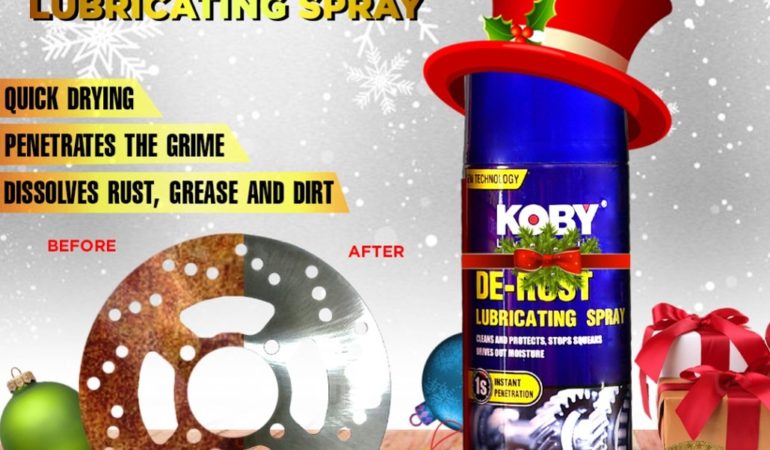 LUBRICATING SPRAY
QUICK DRYING
PENETRATES THE GRIME
DISSOLVES RUST, GREASE AND DIRT
BEFORE
AFTER
TECHNOLOGY
KOBY
DE-RUST
LUBRICATING SPRAY
CLEANS AND PROTECTS, STOPS SQUEAKS
DRIVES OUT MOISTURE
1S
INSTANT
PENETRATION